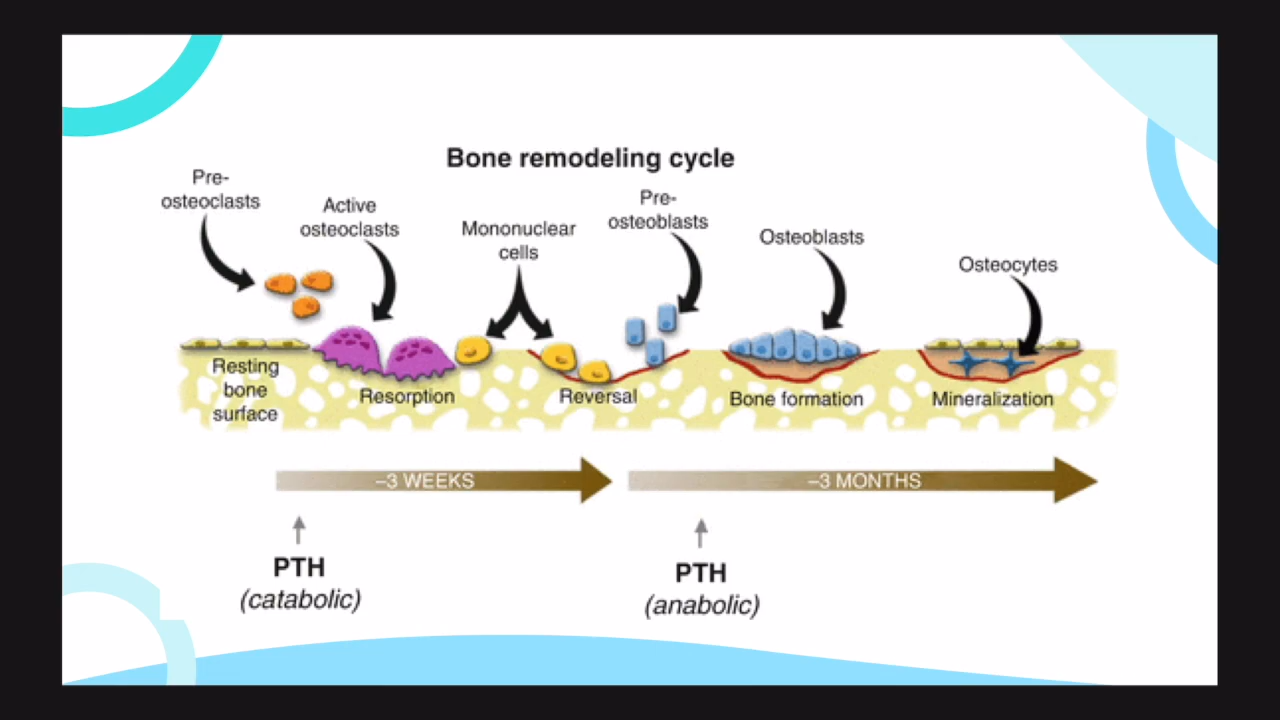 Bone remodeling cycle
Pre-
osteoclasts
Active
osteoclasts
Mononuclear
cells
Pre-
osteoblasts
Osteoblasts
Osteocytes
Resting
bone
surface
Resorption
Reversal
Bone formation
Mineralization
~3 WEEKS
~3 MONTHS
PTH
(catabolic)
PTH
(anabolic)